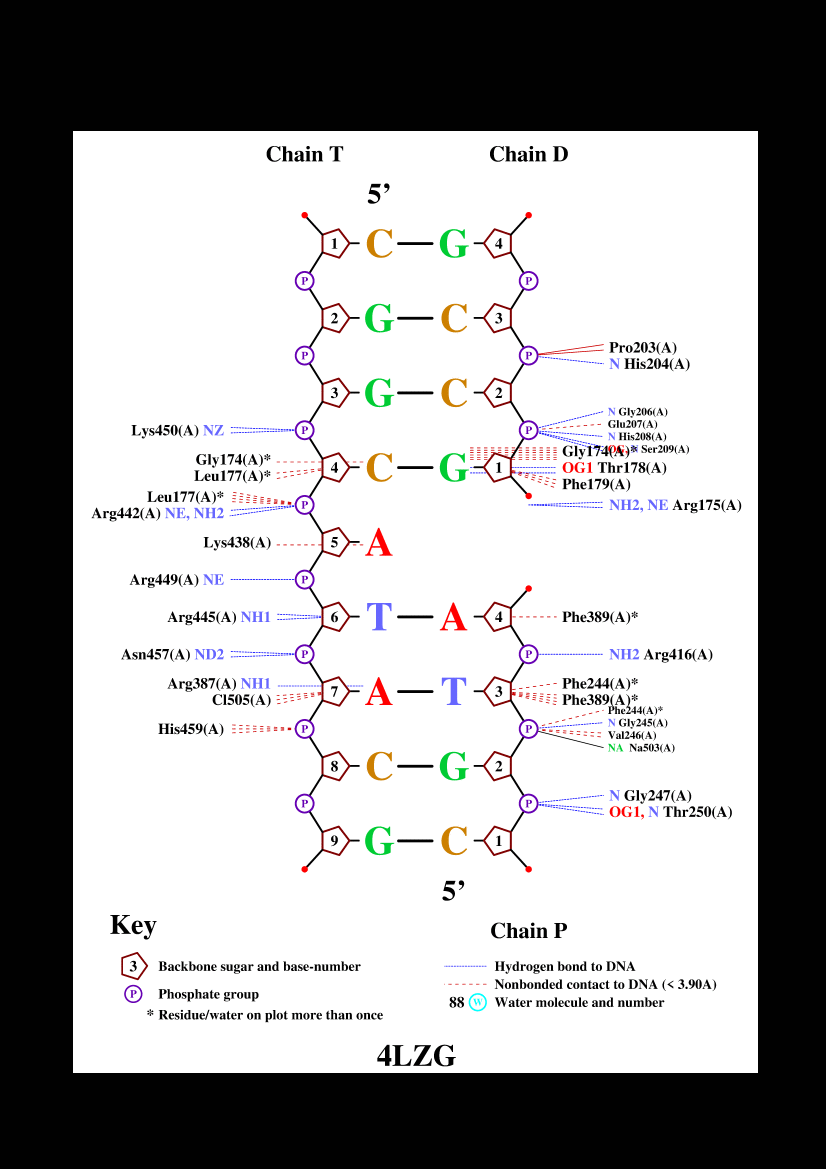 Chain T Chain D
5’
1 C G 4
P P
2 G C 3
P P
Pro203(A)
N His204(A)
3 G C 2
N Gly206(A)
Glu207(A)
Lys450(A) NZ P P
N His208(A)
Ser209(A)
Gly174(A)*
Gly174(A)*
4 C G 1
OG1 Thr178(A)
Leu177(A)*
Phe179(A)
Leu177(A)*
P
NH2, NE Arg175(A)
Arg442(A) NE, NH2
Lys438(A) 5 A
Arg449(A) NE P
Arg445(A) NH1 6 T A 4 Phe389(A)*
Asn457(A) ND2 P P NH2 Arg416(A)
Arg387(A) NH1
Phe244(A)*
7 A T 3
Cl505(A)
Phe389(A)*
Phe244(A)*
N Gly245(A)
His459(A) P P
Val246(A)
NA Na503(A)
8 C G 2
N Gly247(A)
P P
OG1, N Thr250(A)
9 G C 1
5’
Key
Chain P
3 Backbone sugar and base-number
Hydrogen bond to DNA
Nonbonded contact to DNA (< 3.90A)
P Phosphate group
88 W Water molecule and number
* Residue/water on plot more than once
4LZG